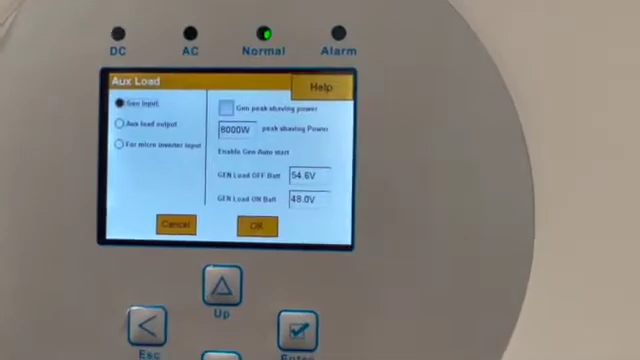 DC AC Normal Alarm
Aux Load
Help
Gen input
Gen peak shaving power
Aux load output
8000W peak shaving Power
For micro inverter input
Enable Gen Auto start
GEN Load OFF Batt 54.6V
GEN Load ON Batt 48.0V
Cancel OK
Up
Esc Enter